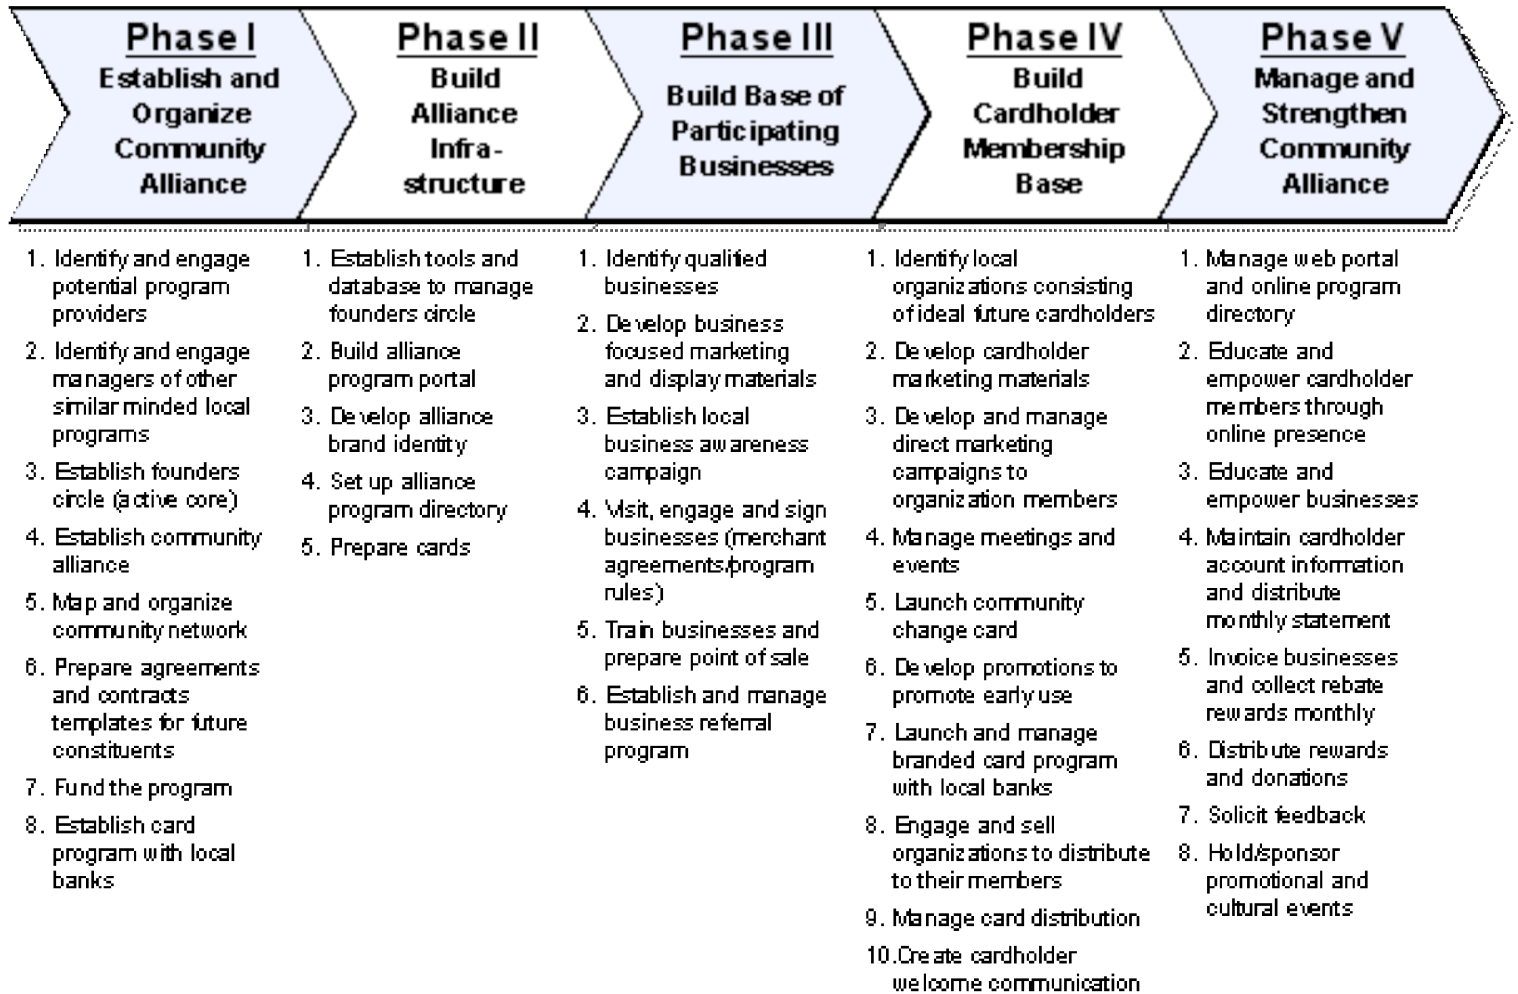 Phase I
Establish and
Organize
Community
Alliance
Phase II
Build
Alliance
Infra-
structure
Phase III
Build Base of
Participating
Businesses
Phase IV
Build
Cardholder
Membership
Base
Phase V
Manage and
Strengthen
Community
Alliance
1. Identify and engage
potential program
providers
2. Identify and engage
managers of other
similar minded local
programs
3. Establish founders
circle (active core)
4. Establish community
alliance
5. Map and organize
community network
6. Prepare agreements
and contracts
templates for future
constituents
7. Fund the program
8. Establish card
program with local
banks
1. Establish tools and
database to manage
founders circle
2. Build alliance
program portal
3. Develop alliance
brand identity
4. Set up alliance
program directory
5. Prepare cards
1. Identify qualified
businesses
2. Develop business
focused marketing
and display materials
3. Establish local
business awareness
campaign
4. Visit, engage and sign
businesses (merchant
agreements/program
rules)
5. Train businesses and
prepare point of sale
6. Establish and manage
business referral
program
1. Identify local
organizations consisting
of ideal future cardholders
2. Develop cardholder
marketing materials
3. Develop and manage
direct marketing
campaigns to
organization members
4. Manage meetings and
events
5. Launch community
change card
6. Develop promotions to
promote early use
7. Launch and manage
branded card program
with local banks
8. Engage and sell
organizations to distribute
to their members
9. Manage card distribution
10.Create cardholder
welcome communication
1. Manage web portal
and online program
directory
2. Educate and
empower cardholder
members through
online presence
3. Educate and
empower businesses
4. Maintain cardholder
account information
and distribute
monthly statement
5. Invoice businesses
and collect rebate
rewards monthly
6. Distribute rewards
and donations
7. Solicit feedback
8. Hold/sponsor
promotional and
cultural events